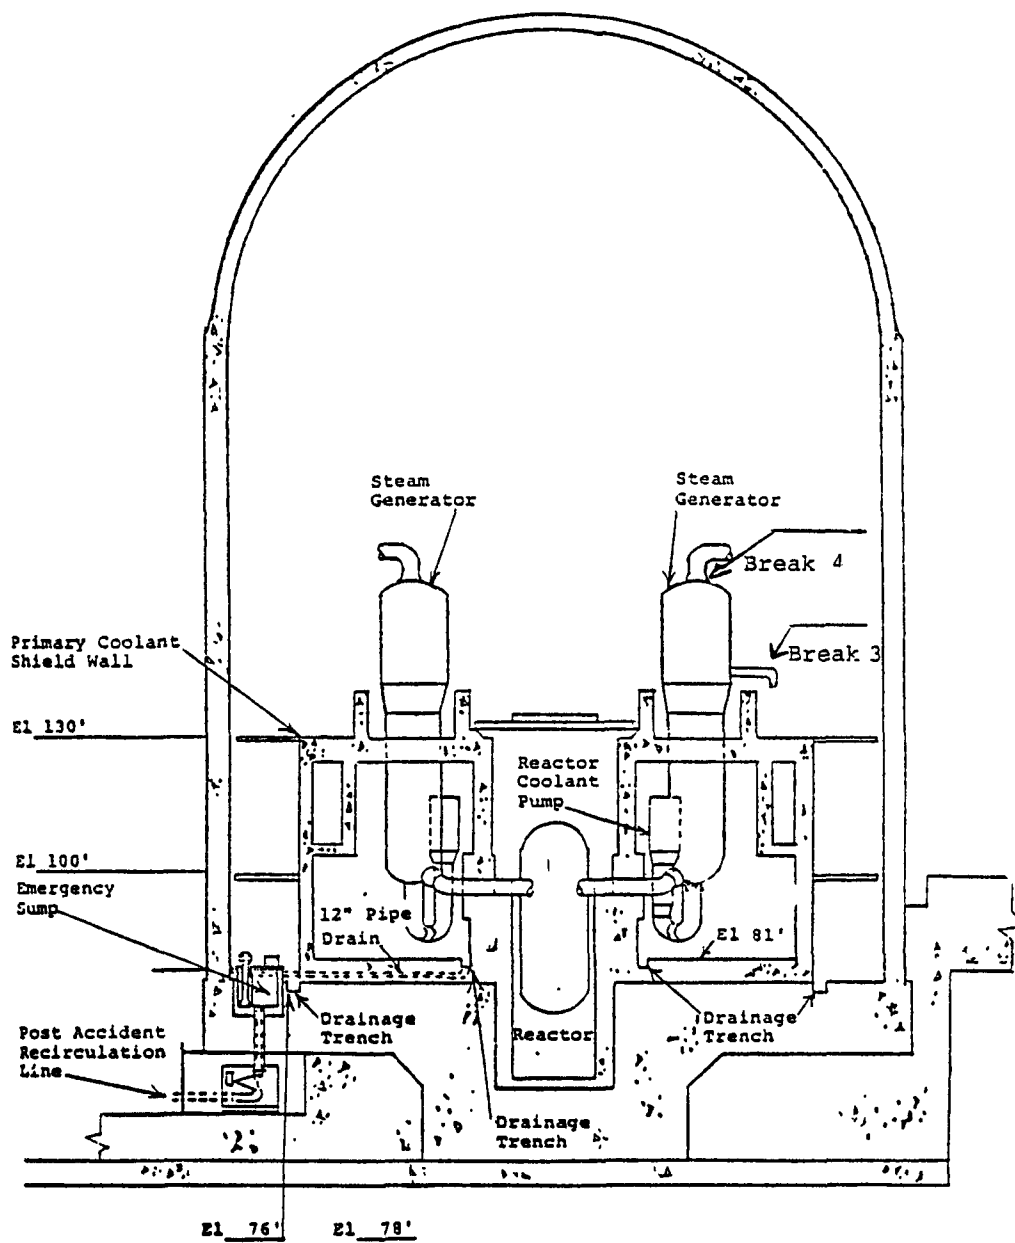 Steam
Generator
Steam
Generator
Break 4
Primary Coolant
Shield Wall
Break 3
El 130'
Reactor
Coolant
Pump
El 100'
Emergency
Sump
12" Pipe
Drain
El 81'
Drainage
Trench
Reactor
Drainage
Trench
Post Accident
Recirculation
Line
Drainage
Trench
El 76'
El 78'